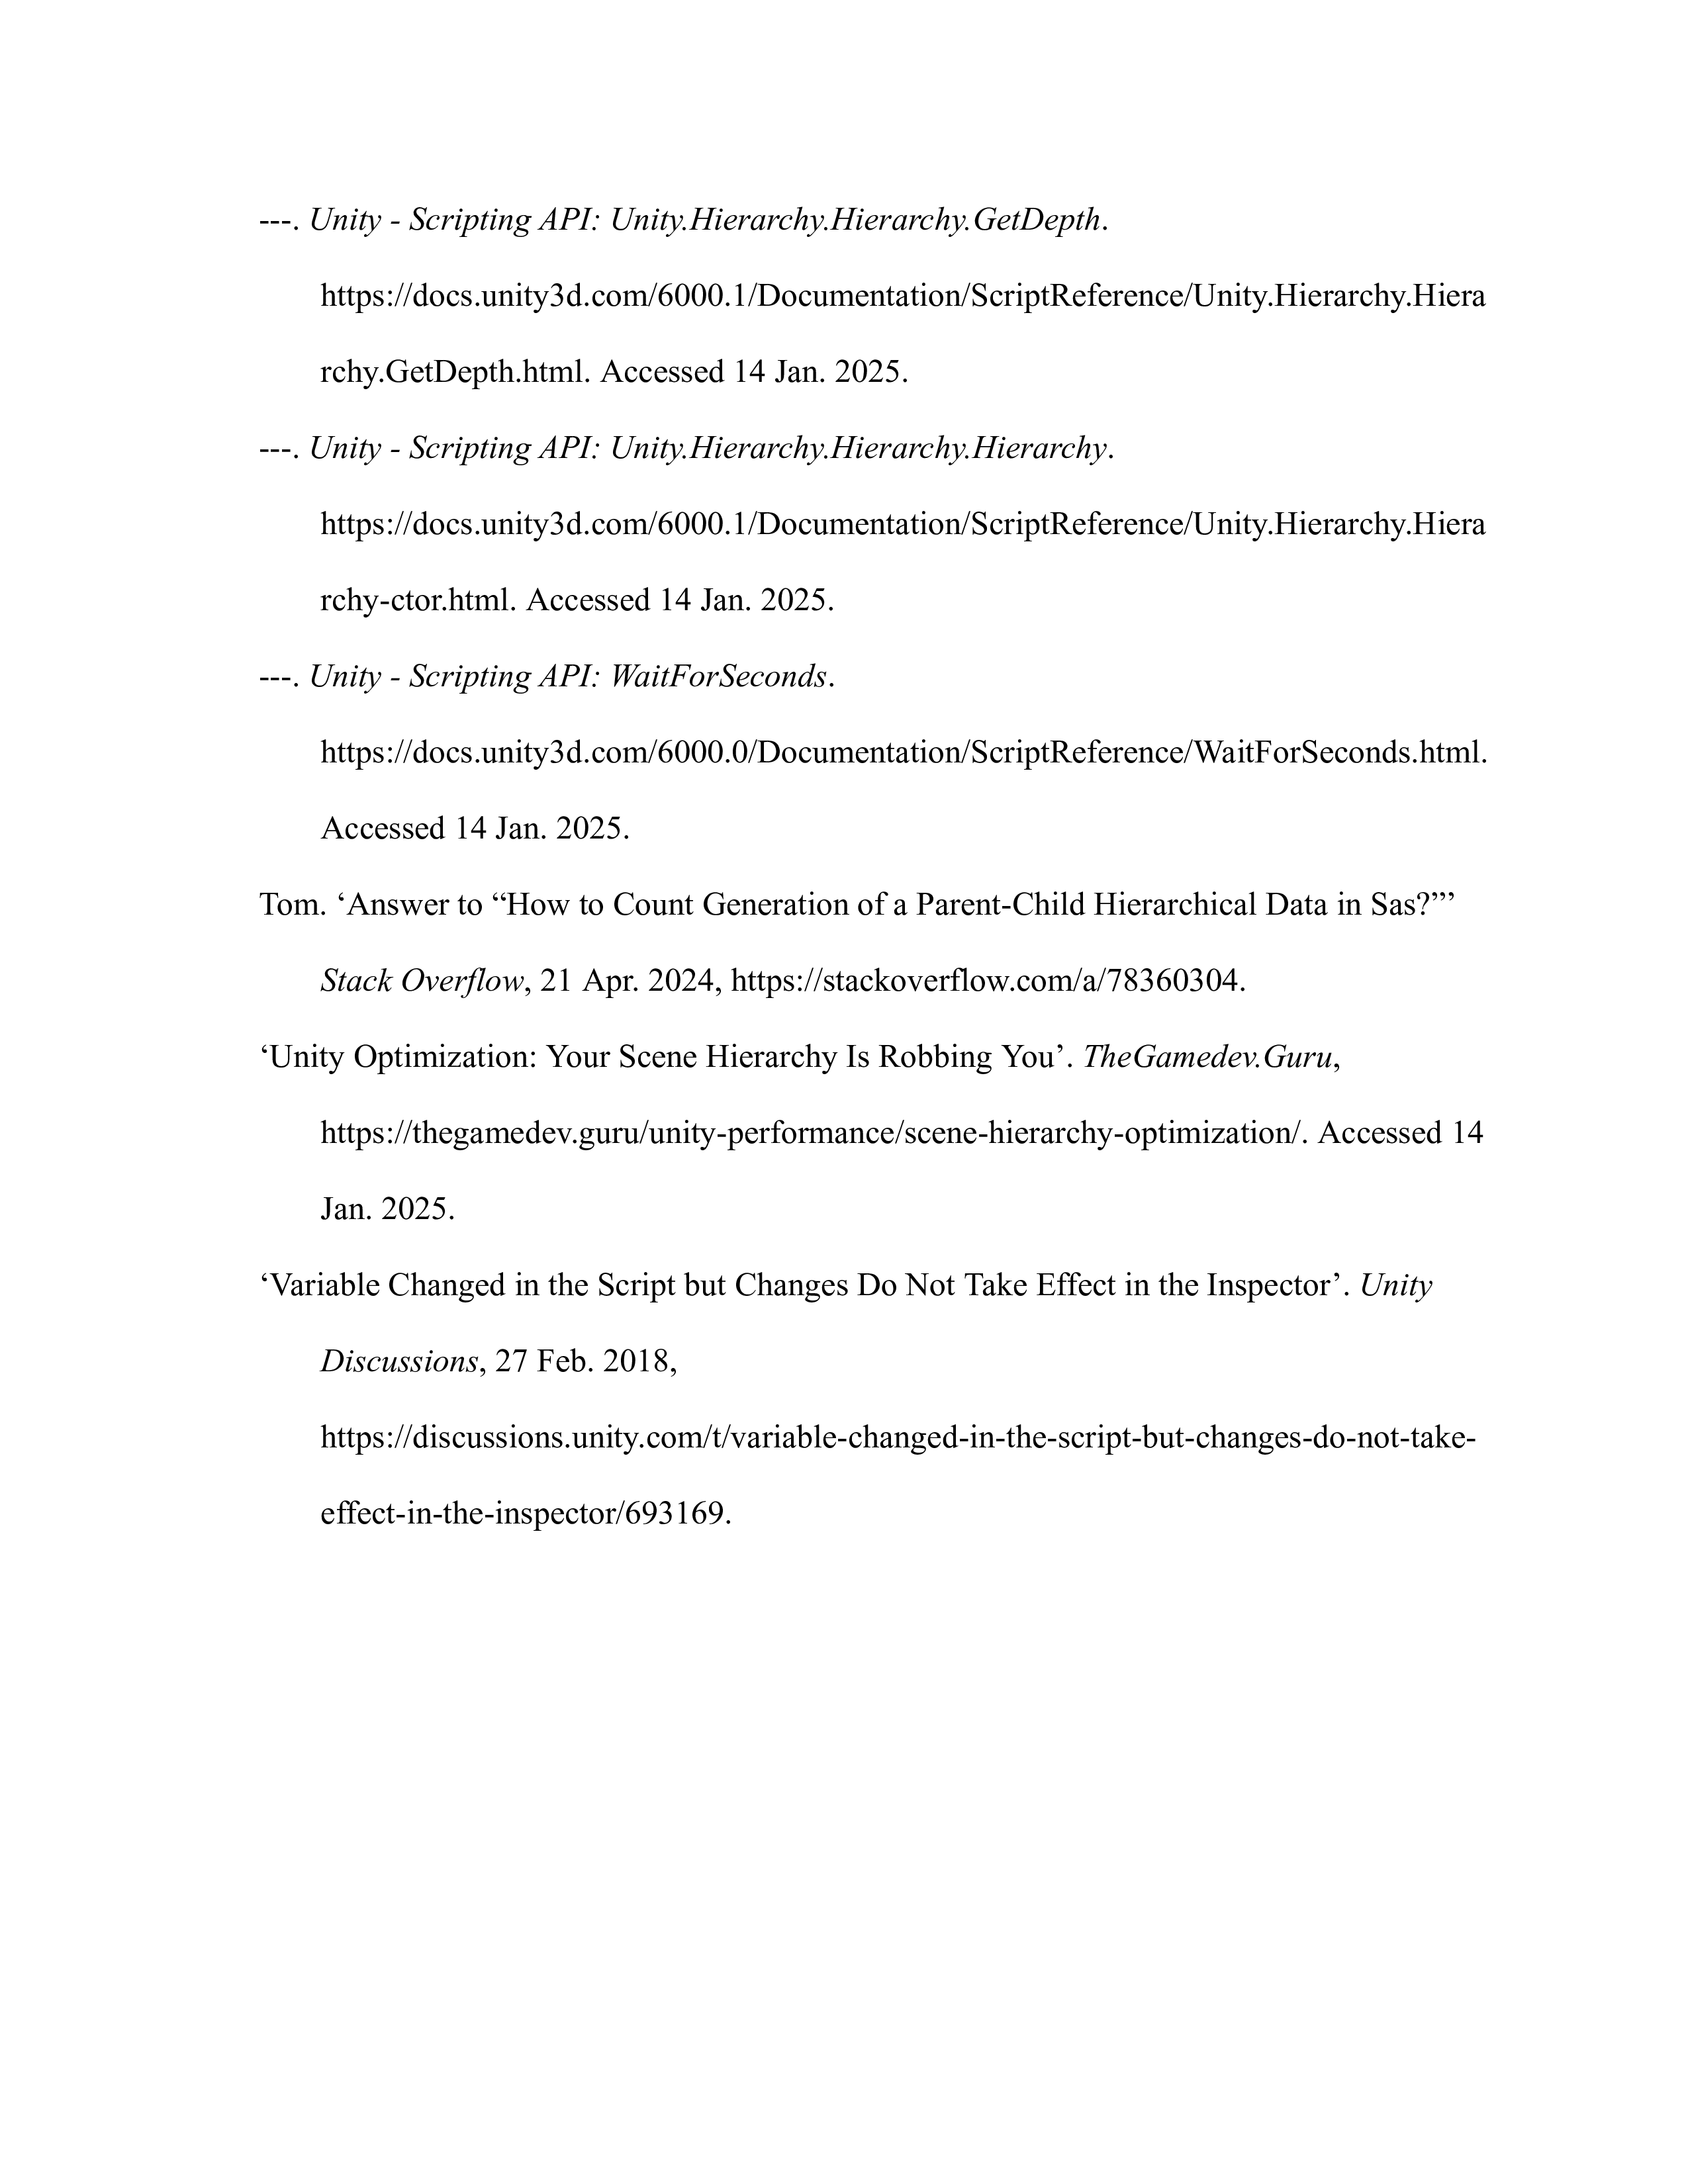 ---. Unity - Scripting API: Unity.Hierarchy.Hierarchy.GetDepth.
https://docs.unity3d.com/6000.1/Documentation/ScriptReference/Unity.Hierarchy.Hiera
rchy.GetDepth.html. Accessed 14 Jan. 2025.
---. Unity - Scripting API: Unity.Hierarchy.Hierarchy.Hierarchy.
https://docs.unity3d.com/6000.1/Documentation/ScriptReference/Unity.Hierarchy.Hiera
rchy-ctor.html. Accessed 14 Jan. 2025.
---. Unity - Scripting API: WaitForSeconds.
https://docs.unity3d.com/6000.0/Documentation/ScriptReference/WaitForSeconds.html.
Accessed 14 Jan. 2025.
Tom. ‘Answer to “How to Count Generation of a Parent-Child Hierarchical Data in Sas?”’
Stack Overflow, 21 Apr. 2024, https://stackoverflow.com/a/78360304.
‘Unity Optimization: Your Scene Hierarchy Is Robbing You’. TheGamedev.Guru,
https://thegamedev.guru/unity-performance/scene-hierarchy-optimization/. Accessed 14
Jan. 2025.
‘Variable Changed in the Script but Changes Do Not Take Effect in the Inspector’. Unity
Discussions, 27 Feb. 2018,
https://discussions.unity.com/t/variable-changed-in-the-script-but-changes-do-not-take-
effect-in-the-inspector/693169.